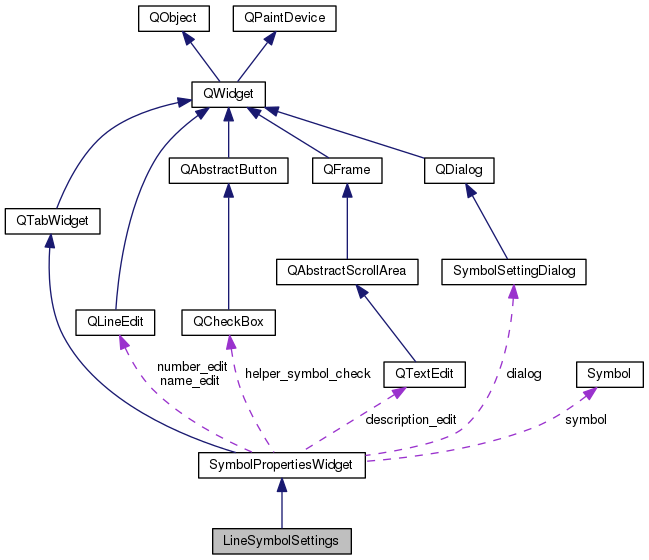 QObject
QPaintDevice
QWidget
QAbstractButton
QFrame
QDialog
QTabWidget
QAbstractScrollArea
SymbolSettingDialog
QLineEdit
QCheckBox
number_edit
name_edit
helper_symbol_check
QTextEdit
dialog
Symbol
description_edit
symbol
SymbolPropertiesWidget
LineSymbolSettings